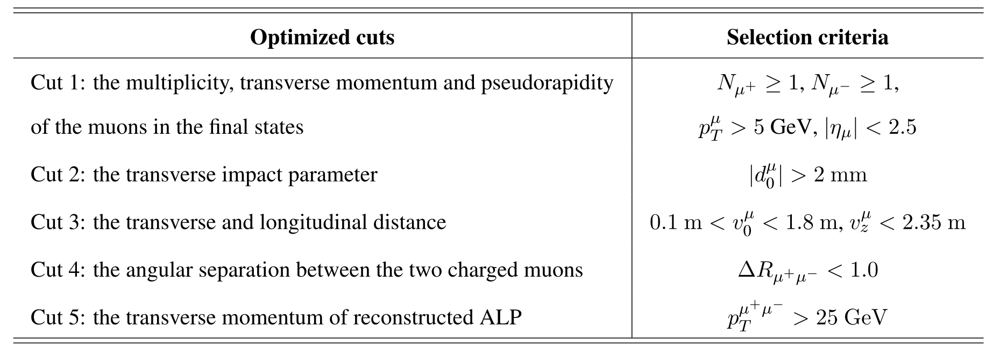 Optimized cuts Selection criteria
Cut 1: the multiplicity, transverse momentum and pseudorapidity $N_{\mu^+} \geq 1$, $N_{\mu^-} \geq 1$,
of the muons in the final states $p_T^{\mu} > 5$ GeV, $|\eta_{\mu}| < 2.5$
Cut 2: the transverse impact parameter $|d_0^{\mu}| > 2$ mm
Cut 3: the transverse and longitudinal distance $0.1$ m $< v_0^{\mu} < 1.8$ m, $v_z^{\mu} < 2.35$ m
Cut 4: the angular separation between the two charged muons $\Delta R_{\mu^+\mu^-} < 1.0$
Cut 5: the transverse momentum of reconstructed ALP $p_T^{\mu^+\mu^-} > 25$ GeV